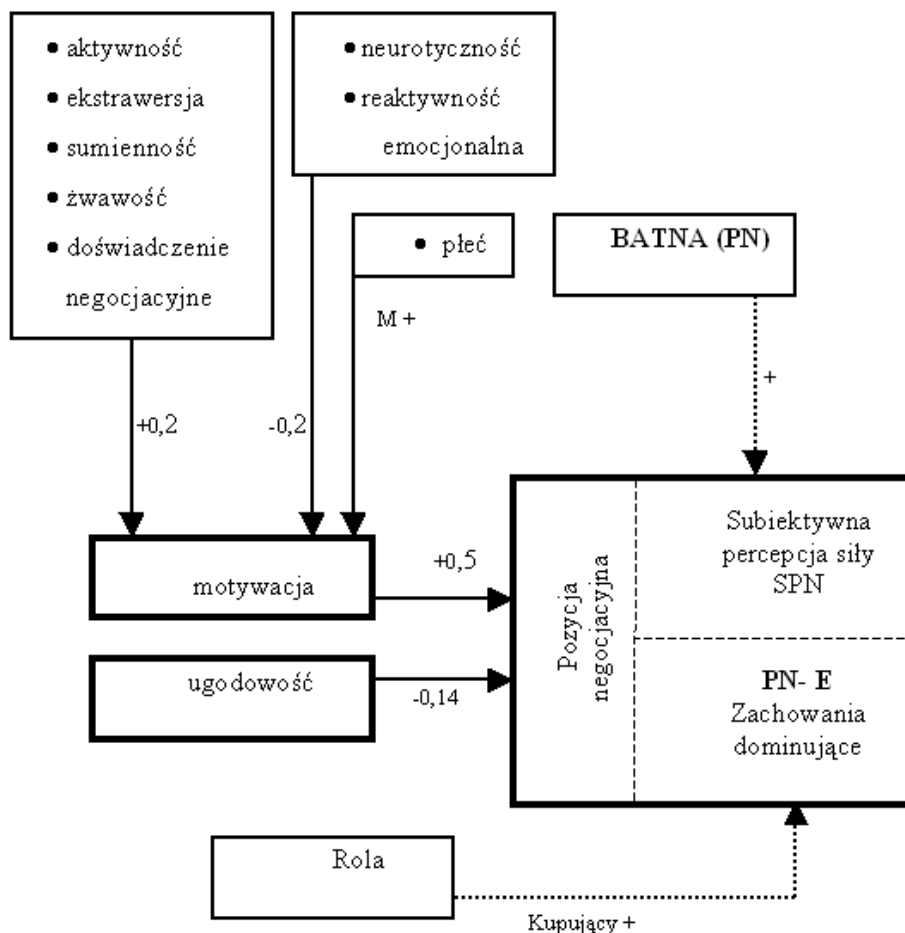 • aktywność
• ekstrawersja
• sumienność
• żwawość
• doświadczenie
negocjacyjne
• neurotyczność
• reaktywność
emocjonalna
• płeć
BATNA (PN)
M +
+
+0,2
-0,2
motywacja
+0,5
ugodowość
-0,14
Pozycja
negocjacyjna
Subiektywna
percepcja siły
SPN
PN- E
Zachowania
dominujące
Rola
Kupujący +